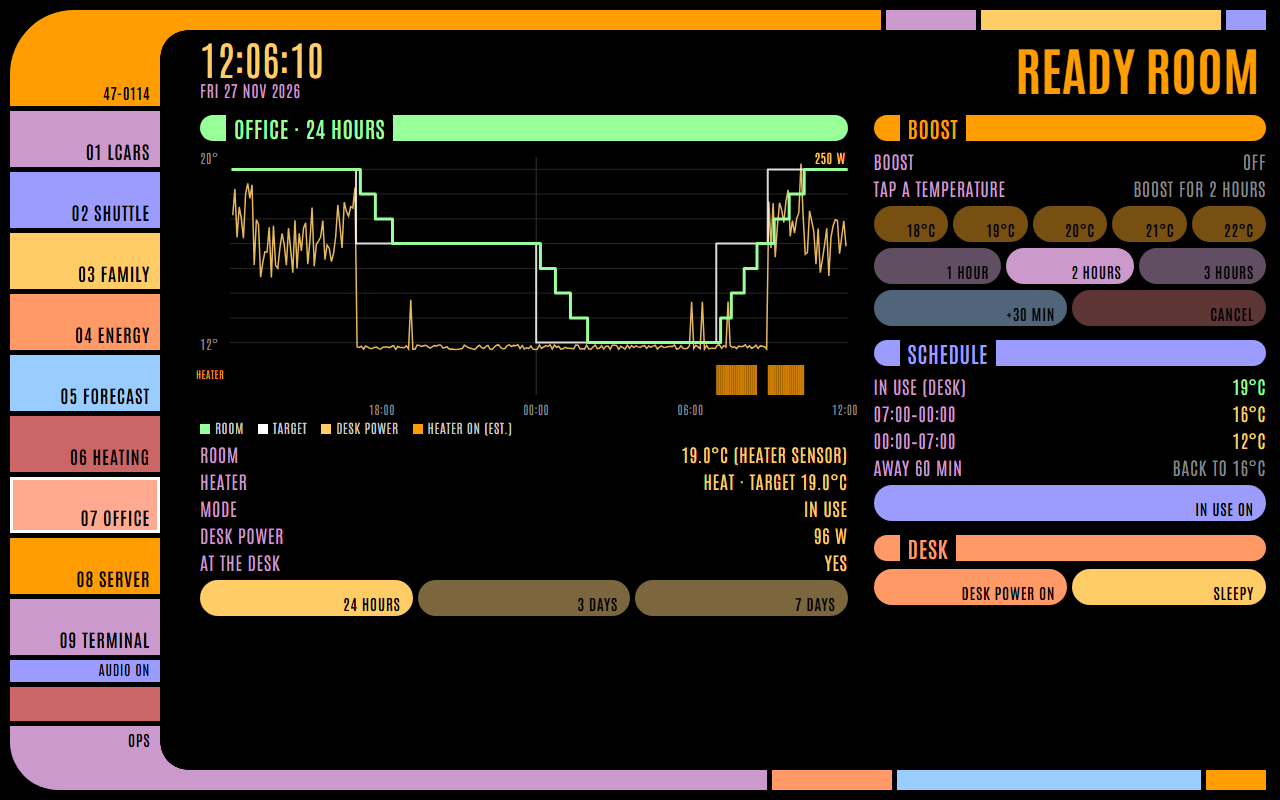 47-0114
01 LCARS
02 SHUTTLE
03 FAMILY
04 ENERGY
05 FORECAST
06 HEATING
07 OFFICE
08 SERVER
09 TERMINAL
AUDIO ON
OPS
12:06:10
FRI 27 NOV 2026
READY ROOM
OFFICE · 24 HOURS
20°
250 W
12°
HEATER
18:00 00:00 06:00 12:00
ROOM TARGET DESK POWER HEATER ON (EST.)
ROOM 19.0°C (HEATER SENSOR)
HEATER HEAT · TARGET 19.0°C
MODE IN USE
DESK POWER 96 W
AT THE DESK YES
24 HOURS 3 DAYS 7 DAYS
BOOST
BOOST OFF
TAP A TEMPERATURE BOOST FOR 2 HOURS
18°C 19°C 20°C 21°C 22°C
1 HOUR 2 HOURS 3 HOURS
+30 MIN CANCEL
SCHEDULE
IN USE (DESK) 19°C
07:00–00:00 16°C
00:00–07:00 12°C
AWAY 60 MIN BACK TO 16°C
IN USE ON
DESK
DESK POWER ON SLEEPY